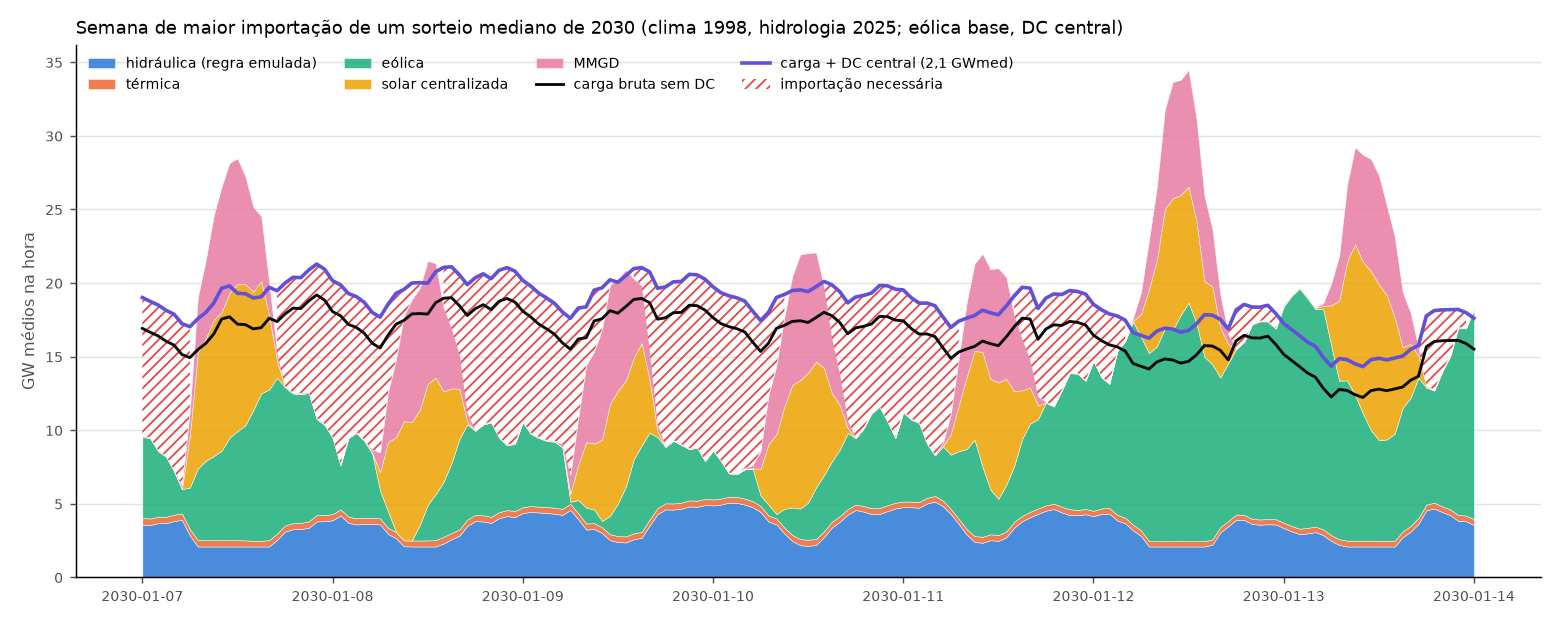 Semana de maior importação de um sorteio mediano de 2030 (clima 1998, hidrologia 2025; eólica base, DC central)
hidráulica (regra emulada)
térmica
eólica
solar centralizada
MMGD
carga bruta sem DC
carga + DC central (2,1 GWmed)
importação necessária
GW médios na hora
35
30
25
20
15
10
5
0
2030-01-07
2030-01-08
2030-01-09
2030-01-10
2030-01-11
2030-01-12
2030-01-13
2030-01-14